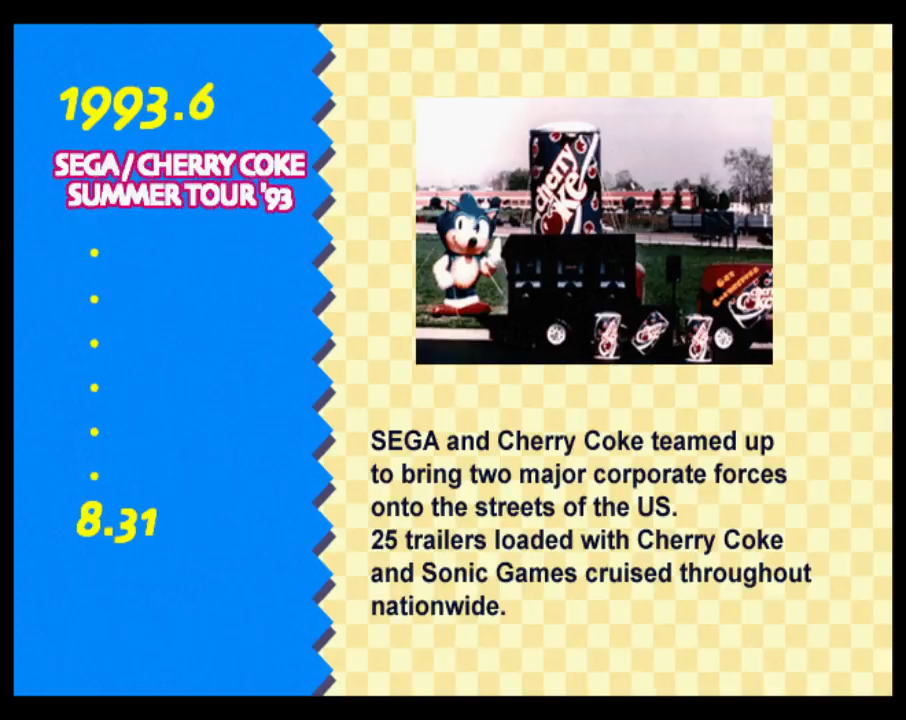 1993.6
SEGA / CHERRY COKE
SUMMER TOUR '93
8.31
cherry
Coke
SEGA and Cherry Coke teamed up
to bring two major corporate forces
onto the streets of the US.
25 trailers loaded with Cherry Coke
and Sonic Games cruised throughout
nationwide.